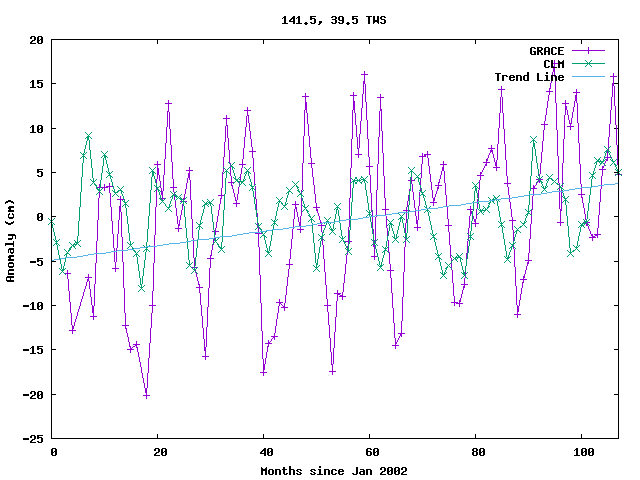 141.5, 39.5 TWS
GRACE
CLM
Trend Line
20
15
10
5
0
-5
-10
-15
-20
-25
Anomaly (cm)
0 20 40 60 80 100
Months since Jan 2002